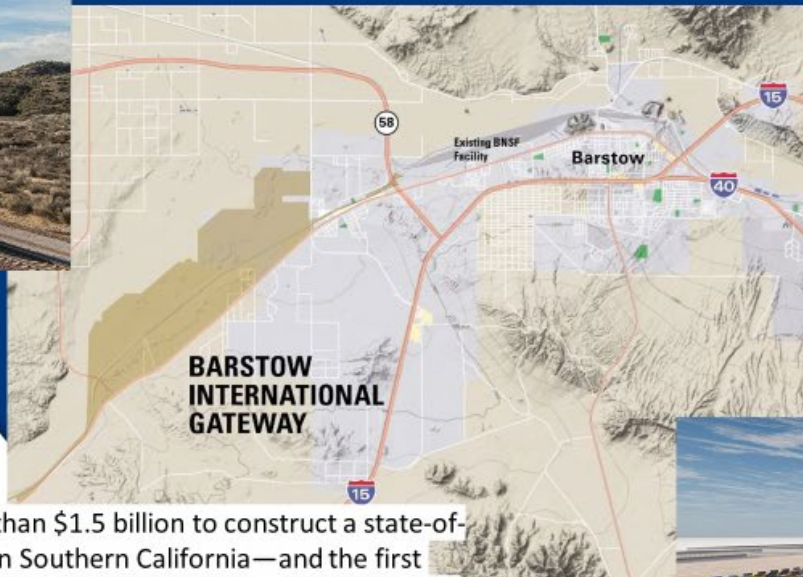 15
58
Existing BNSF
Facility
Barstow
40
BARSTOW
INTERNATIONAL
GATEWAY
15
than $1.5 billion to construct a state-of-
n Southern California—and the first